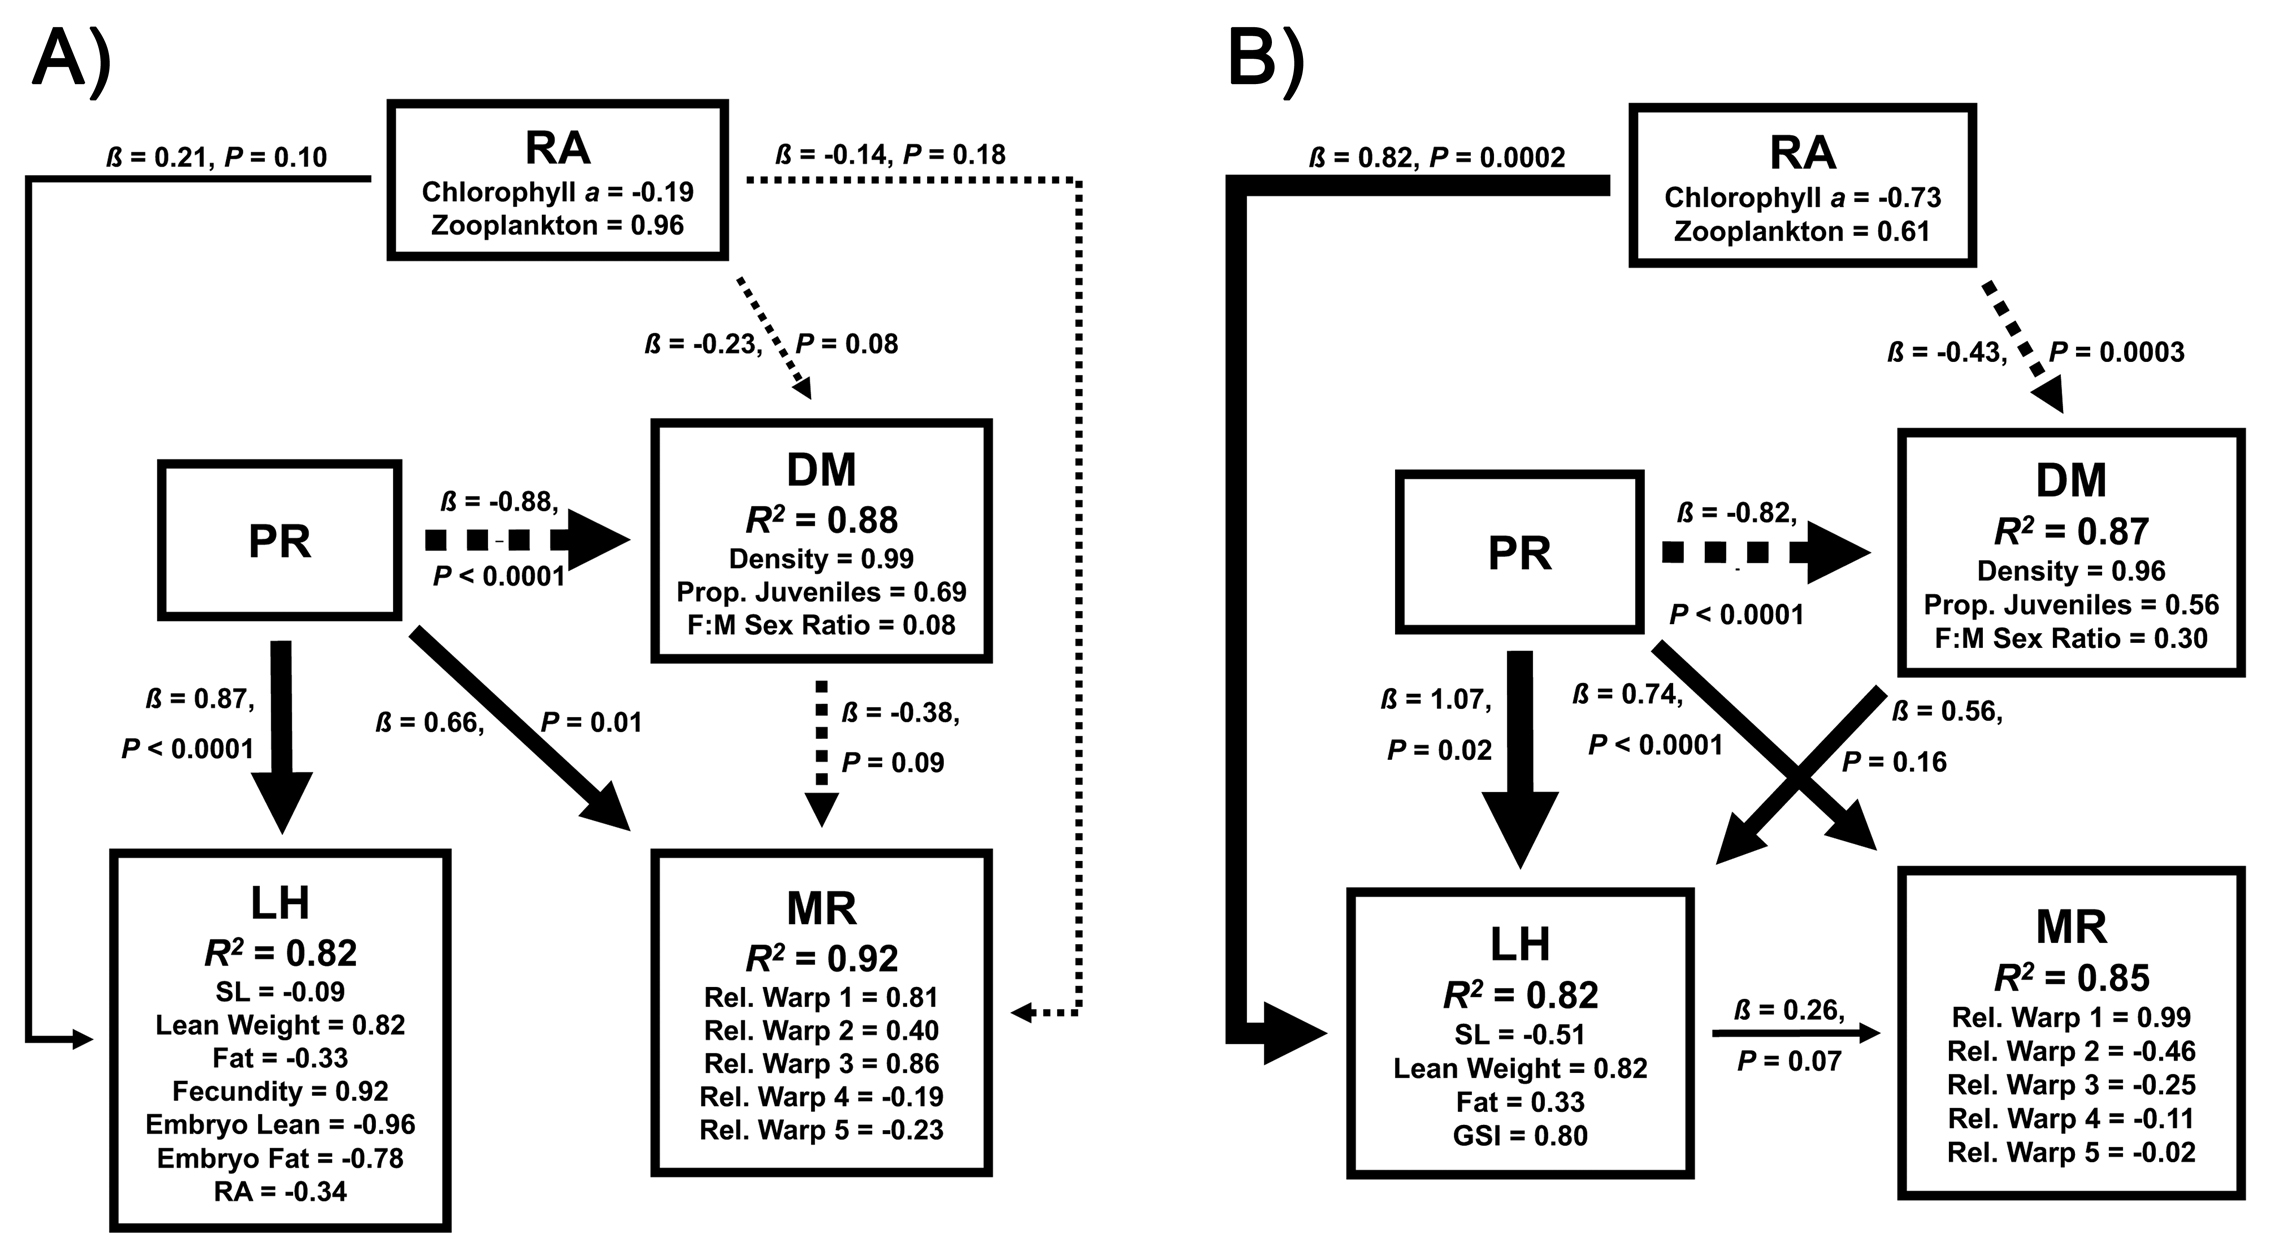 A)
RA
Chlorophyll a = -0.19
Zooplankton = 0.96
ß = 0.21, P = 0.10
ß = -0.14, P = 0.18
ß = -0.23, P = 0.08
PR
ß = -0.88,
P < 0.0001
DM
R² = 0.88
Density = 0.99
Prop. Juveniles = 0.69
F:M Sex Ratio = 0.08
ß = 0.87,
P < 0.0001
ß = 0.66, P = 0.01
ß = -0.38,
P = 0.09
LH
R² = 0.82
SL = -0.09
Lean Weight = 0.82
Fat = -0.33
Fecundity = 0.92
Embryo Lean = -0.96
Embryo Fat = -0.78
RA = -0.34
MR
R² = 0.92
Rel. Warp 1 = 0.81
Rel. Warp 2 = 0.40
Rel. Warp 3 = 0.86
Rel. Warp 4 = -0.19
Rel. Warp 5 = -0.23
B)
RA
Chlorophyll a = -0.73
Zooplankton = 0.61
ß = 0.82, P = 0.0002
ß = -0.43, P = 0.0003
PR
ß = -0.82,
P < 0.0001
DM
R² = 0.87
Density = 0.96
Prop. Juveniles = 0.56
F:M Sex Ratio = 0.30
ß = 1.07,
P = 0.02
ß = 0.74,
P < 0.0001
ß = 0.56,
P = 0.16
LH
R² = 0.82
SL = -0.51
Lean Weight = 0.82
Fat = 0.33
GSI = 0.80
ß = 0.26,
P = 0.07
MR
R² = 0.85
Rel. Warp 1 = 0.99
Rel. Warp 2 = -0.46
Rel. Warp 3 = -0.25
Rel. Warp 4 = -0.11
Rel. Warp 5 = -0.02